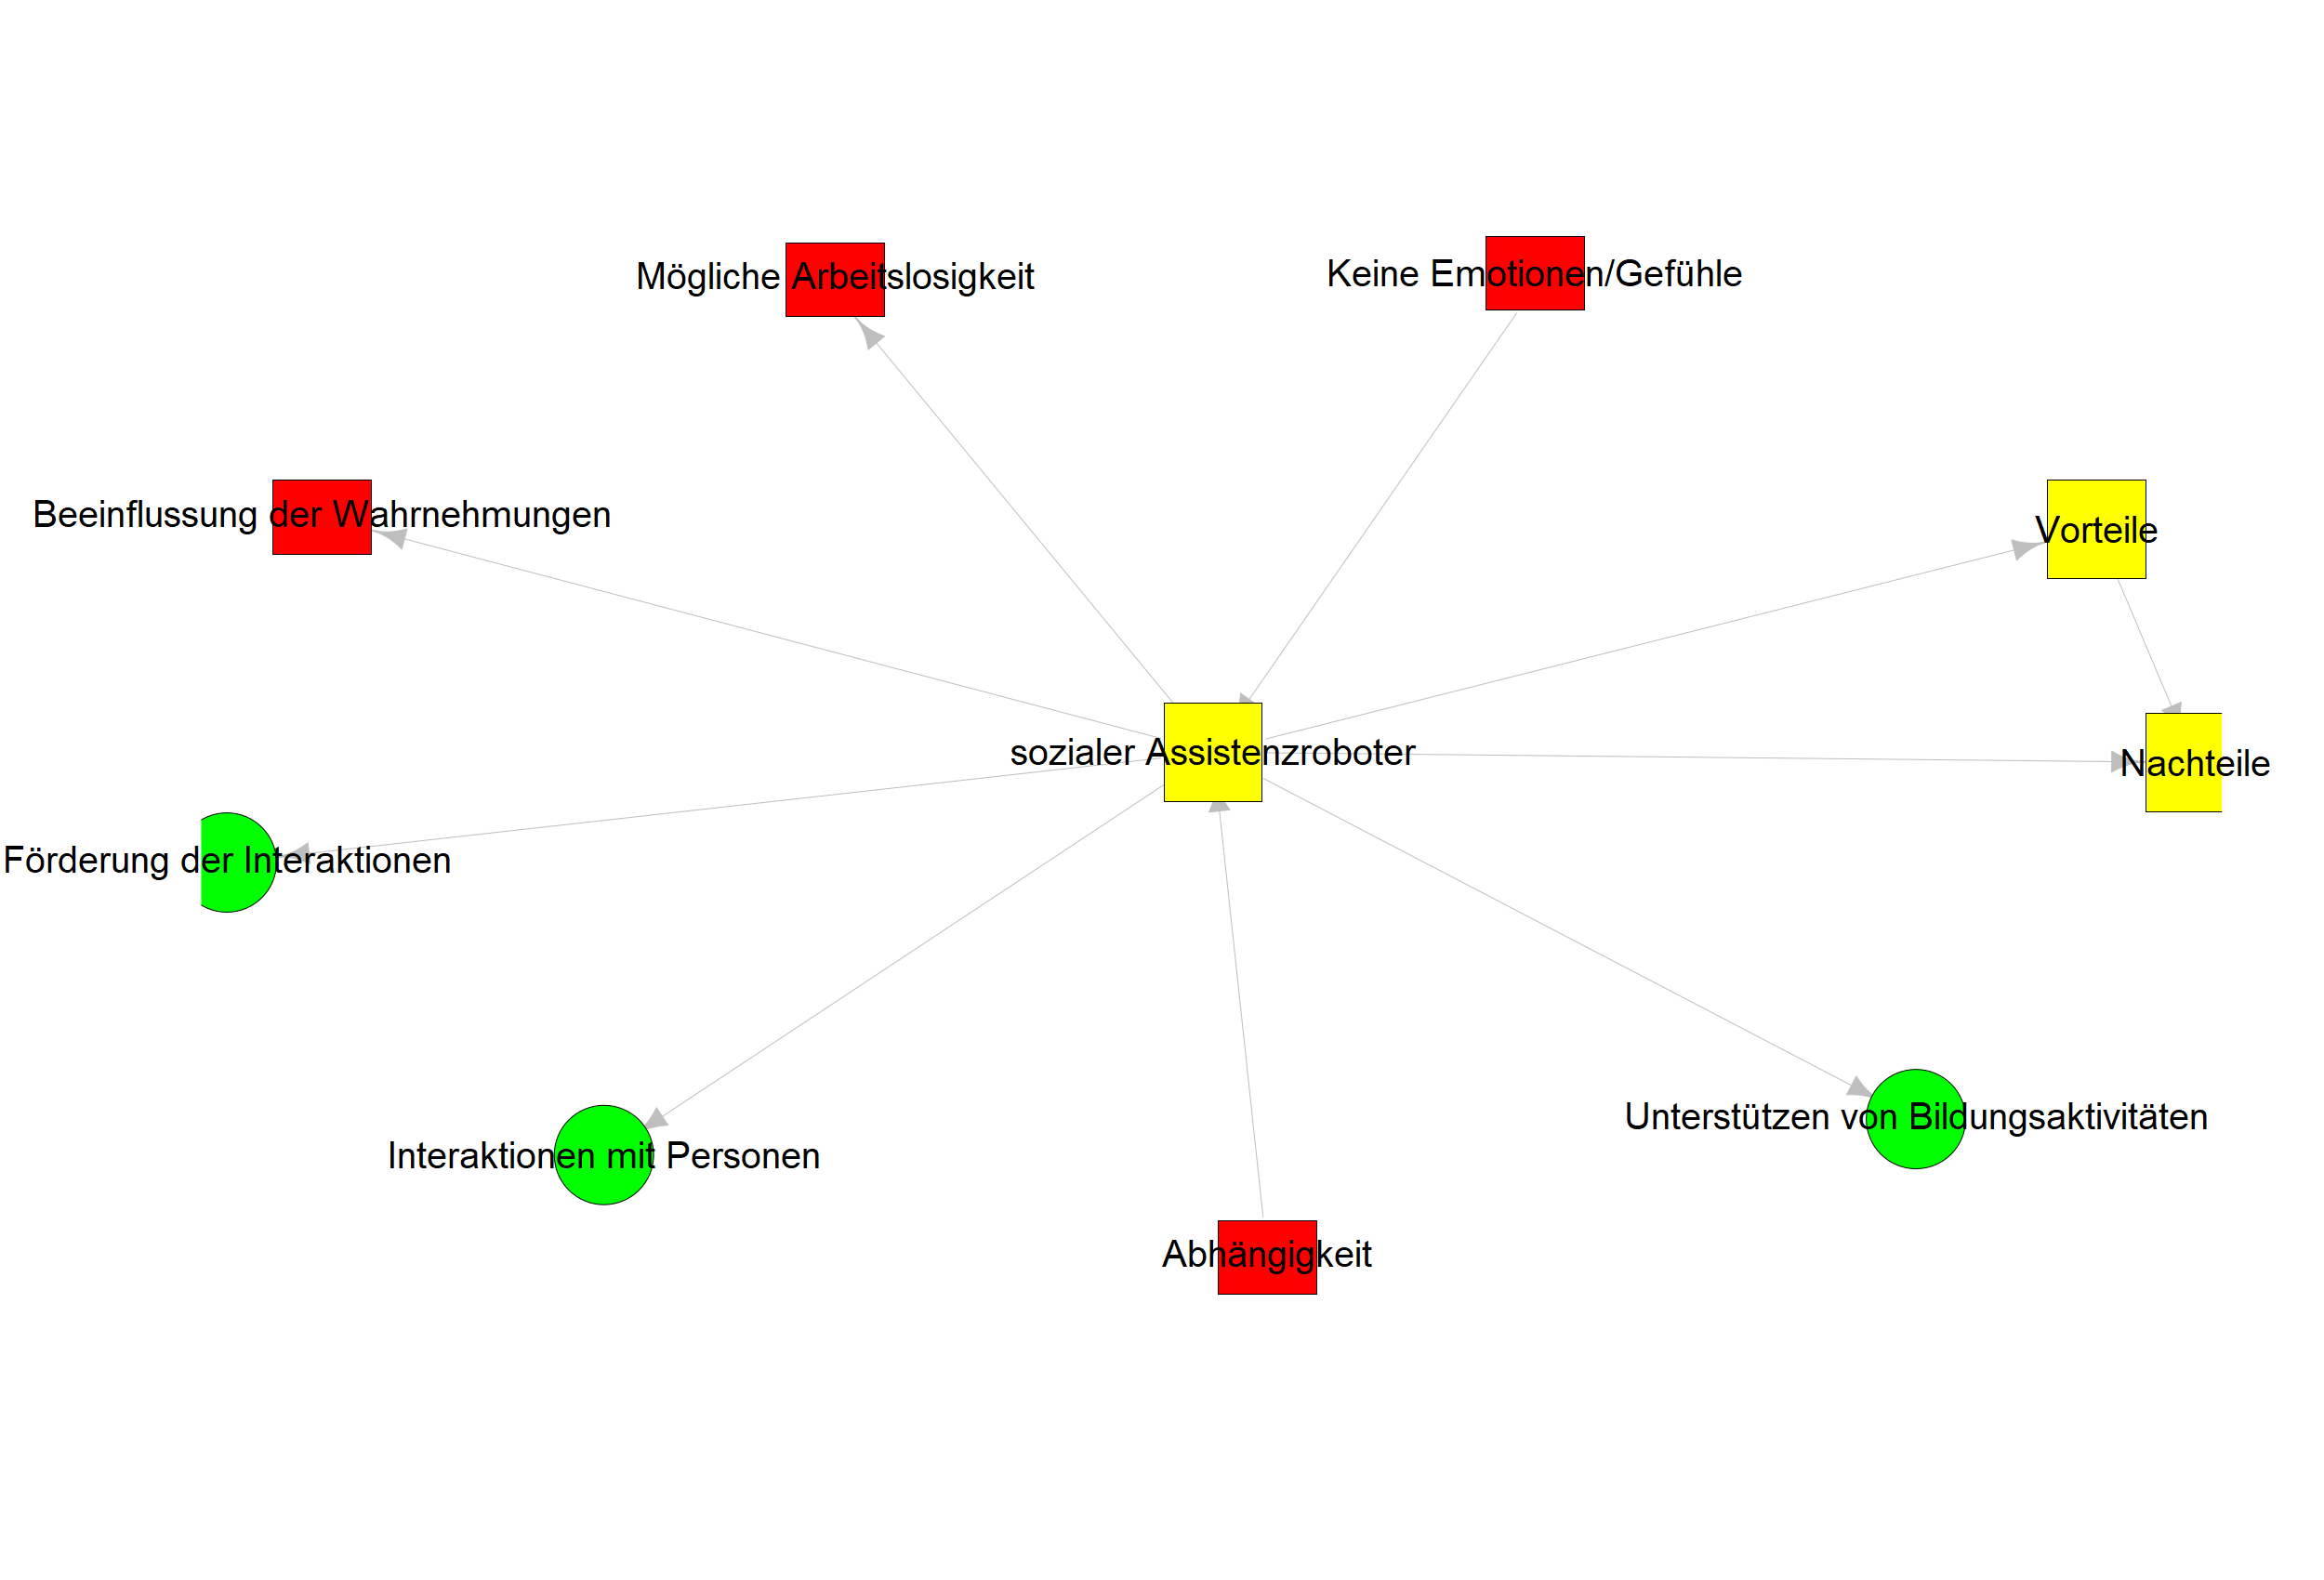 Mögliche Arbeitslosigkeit
Keine Emotionen/Gefühle
Beeinflussung der Wahrnehmungen
Vorteile
sozialer Assistenzroboter
Nachteile
Förderung der Interaktionen
Unterstützen von Bildungsaktivitäten
Interaktionen mit Personen
Abhängigkeit